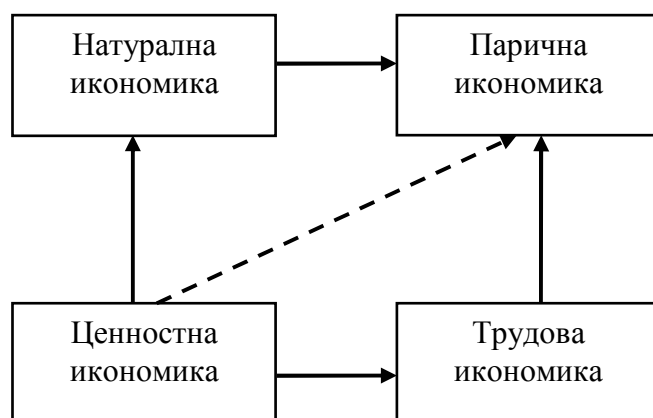 Натурална
икономика
Парична
икономика
Ценностна
икономика
Трудова
икономика